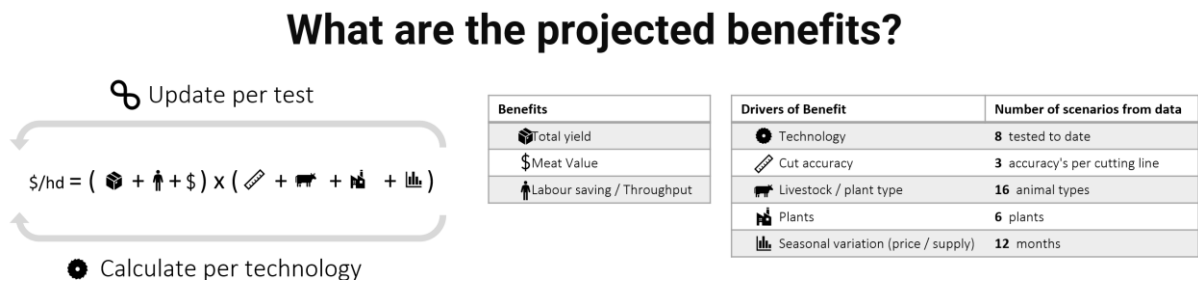 What are the projected benefits?
Update per test
$/hd = ( + + $ ) x ( + + + )
Calculate per technology
Benefits
Total yield
$ Meat Value
Labour saving / Throughput
Drivers of Benefit Number of scenarios from data
Technology 8 tested to date
Cut accuracy 3 accuracy's per cutting line
Livestock / plant type 16 animal types
Plants 6 plants
Seasonal variation (price / supply) 12 months